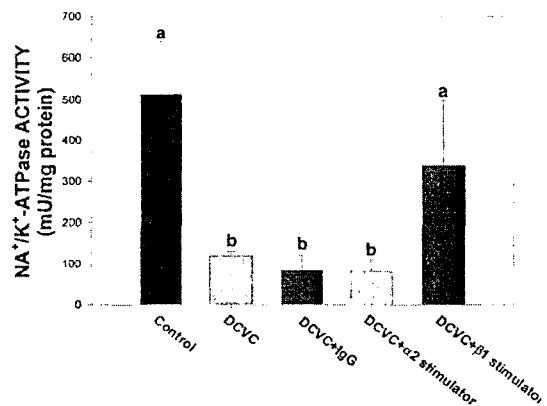 NA⁺/K⁺-ATPase ACTIVITY
(mU/mg protein)
700
600
500
400
300
200
100
0
a
b
b
b
a
Control
DCVC
DCVC+IgG
DCVC+α2 stimulator
DCVC+β1 stimulator